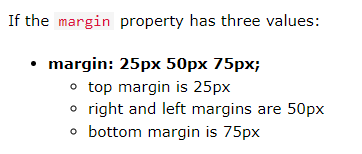 If the margin property has three values:
margin: 25px 50px 75px;
top margin is 25px
right and left margins are 50px
bottom margin is 75px